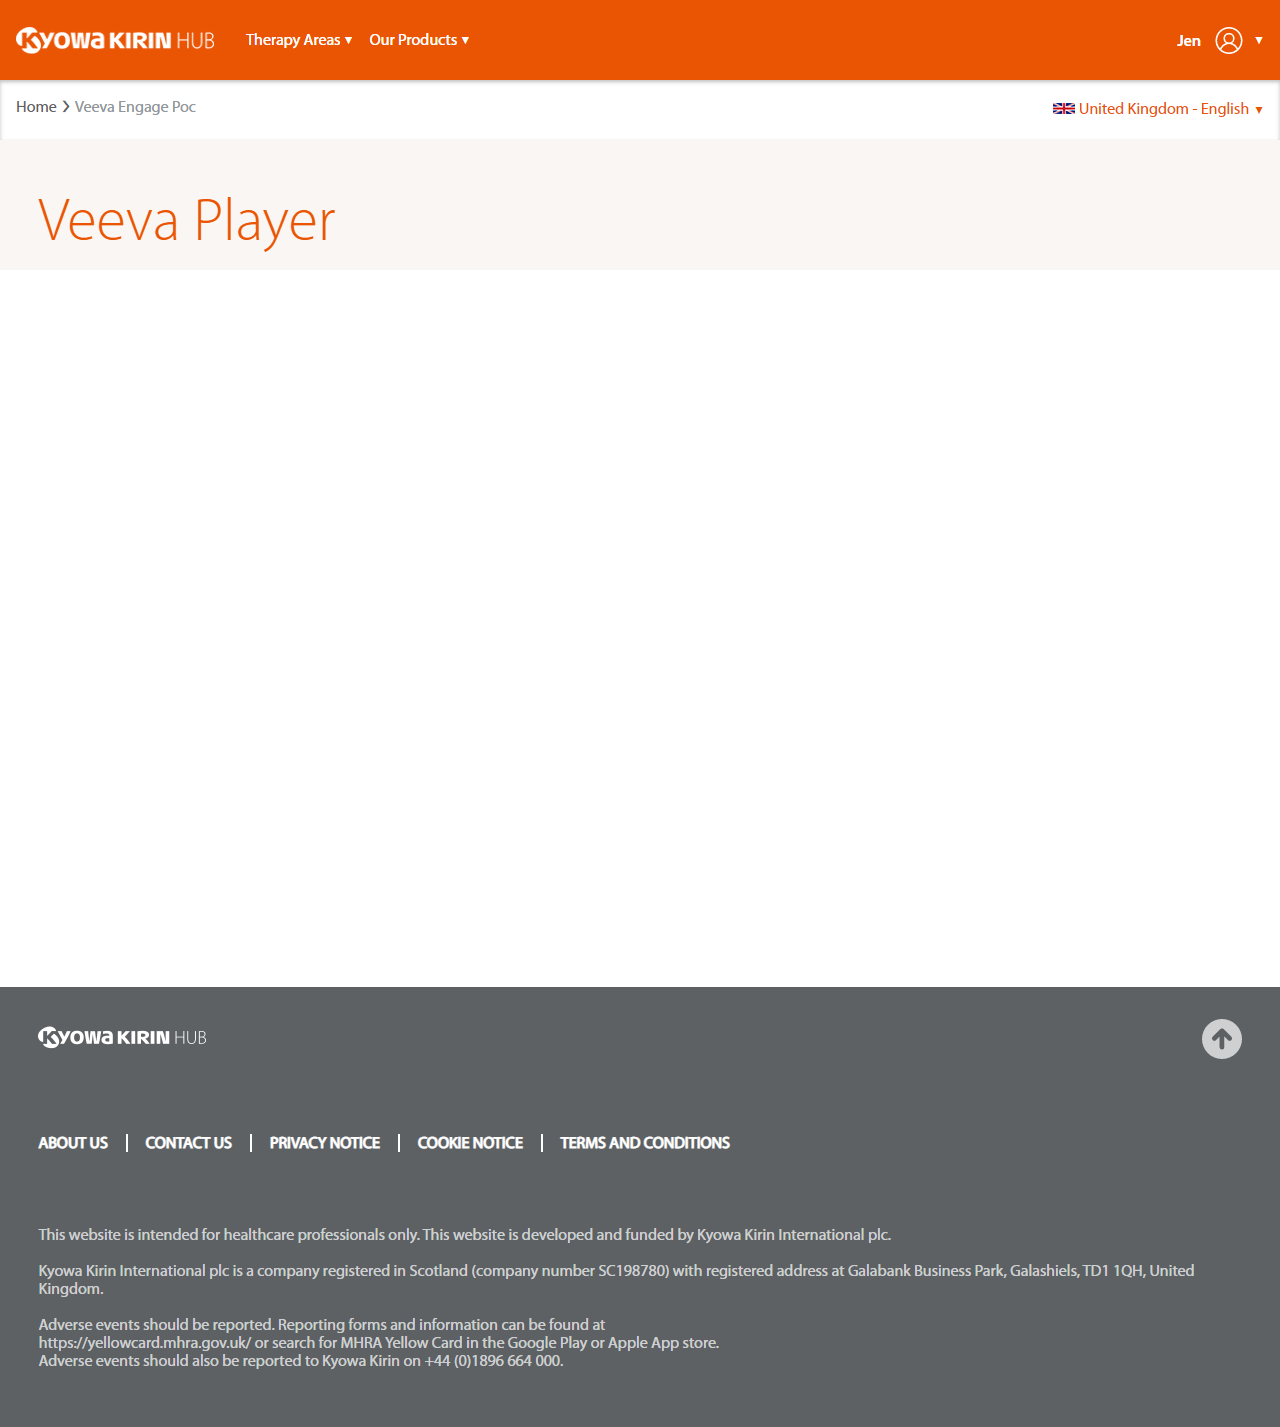 KYOWA KIRIN HUB
Therapy Areas ▼
Our Products ▼
Jen ▼
Home > Veeva Engage Poc
United Kingdom - English ▼
Veeva Player
KYOWA KIRIN HUB
ABOUT US | CONTACT US | PRIVACY NOTICE | COOKIE NOTICE | TERMS AND CONDITIONS
This website is intended for healthcare professionals only. This website is developed and funded by Kyowa Kirin International plc.
Kyowa Kirin International plc is a company registered in Scotland (company number SC198780) with registered address at Galabank Business Park, Galashiels, TD1 1QH, United
Kingdom.
Adverse events should be reported. Reporting forms and information can be found at
https://yellowcard.mhra.gov.uk/ or search for MHRA Yellow Card in the Google Play or Apple App store.
Adverse events should also be reported to Kyowa Kirin on +44 (0)1896 664 000.